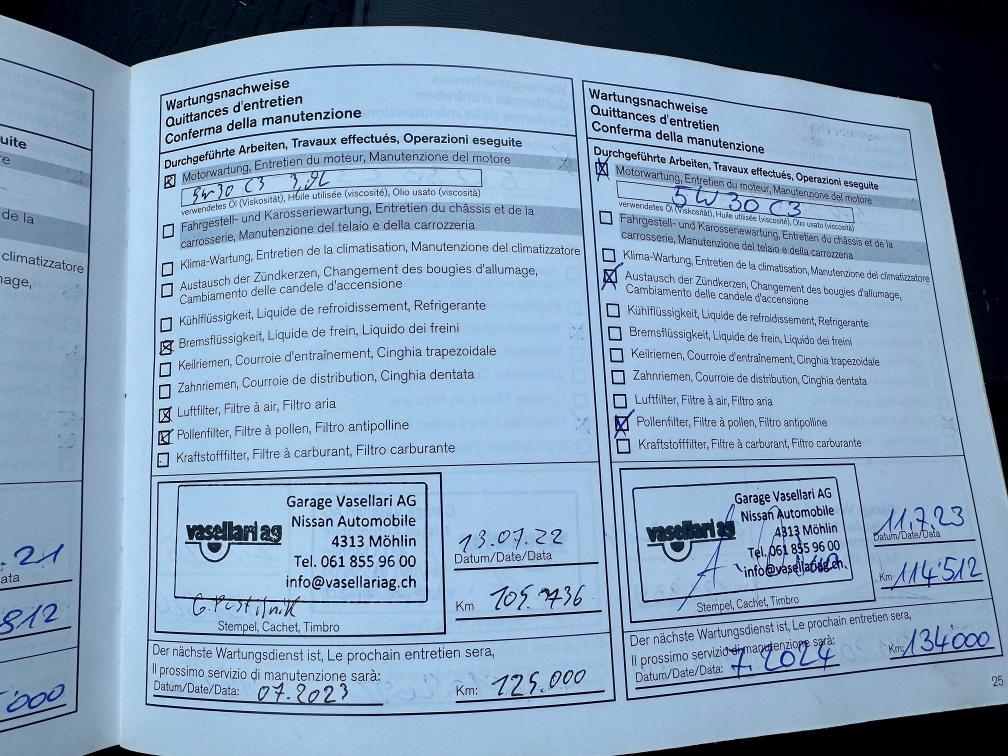 uite
de la
climatizzatore
mage,
.21
812
000
Wartungsnachweise
Quittances d'entretien
Conferma della manutenzione
Durchgeführte Arbeiten, Travaux effectués, Operazioni eseguite
Motorwartung, Entretien du moteur, Manutenzione del motore
5W30 C3 3,9L
verwendetes Öl (Viskosität), Huile utilisée (viscosité), Olio usato (viscosità)
Fahrgestell- und Karosseriewartung, Entretien du châssis et de la
carrosserie, Manutenzione del telaio e della carrozzeria
Klima-Wartung, Entretien de la climatisation, Manutenzione del climatizzatore
Austausch der Zündkerzen, Changement des bougies d'allumage,
Cambiamento delle candele d'accensione
Kühlflüssigkeit, Liquide de refroidissement, Refrigerante
Bremsflüssigkeit, Liquide de frein, Liquido dei freini
Keilriemen, Courroie d'entraînement, Cinghia trapezoidale
Zahnriemen, Courroie de distribution, Cinghia dentata
Luftfilter, Filtre à air, Filtro aria
Pollenfilter, Filtre à pollen, Filtro antipolline
Kraftstofffilter, Filtre à carburant, Filtro carburante
vasellari ag
Garage Vasellari AG
Nissan Automobile
4313 Möhlin
Tel. 061 855 96 00
info@vasellariag.ch
Stempel, Cachet, Timbro
13.07.22
Datum/Date/Data
Km 109.736
Der nächste Wartungsdienst ist, Le prochain entretien sera,
Il prossimo servizio di manutenzione sarà:
Datum/Date/Data: 07.2023 Km: 125.000
Wartungsnachweise
Quittances d'entretien
Conferma della manutenzione
Durchgeführte Arbeiten, Travaux effectués, Operazioni eseguite
Motorwartung, Entretien du moteur, Manutenzione del motore
5W30 C3
verwendetes Öl (Viskosität), Huile utilisée (viscosité), Olio usato (viscosità)
Fahrgestell- und Karosseriewartung, Entretien du châssis et de la
carrosserie, Manutenzione del telaio e della carrozzeria
Klima-Wartung, Entretien de la climatisation, Manutenzione del climatizzatore
Austausch der Zündkerzen, Changement des bougies d'allumage,
Cambiamento delle candele d'accensione
Kühlflüssigkeit, Liquide de refroidissement, Refrigerante
Bremsflüssigkeit, Liquide de frein, Liquido dei freini
Keilriemen, Courroie d'entraînement, Cinghia trapezoidale
Zahnriemen, Courroie de distribution, Cinghia dentata
Luftfilter, Filtre à air, Filtro aria
Pollenfilter, Filtre à pollen, Filtro antipolline
Kraftstofffilter, Filtre à carburant, Filtro carburante
vasellari ag
Garage Vasellari AG
Nissan Automobile
4313 Möhlin
Tel. 061 855 96 00
info@vasellariag.ch
Stempel, Cachet, Timbro
11.7.23
Datum/Date/Data
Km 114'512
Der nächste Wartungsdienst ist, Le prochain entretien sera,
Il prossimo servizio di manutenzione sarà:
Datum/Date/Data: 7.2024 Km: 134000
25